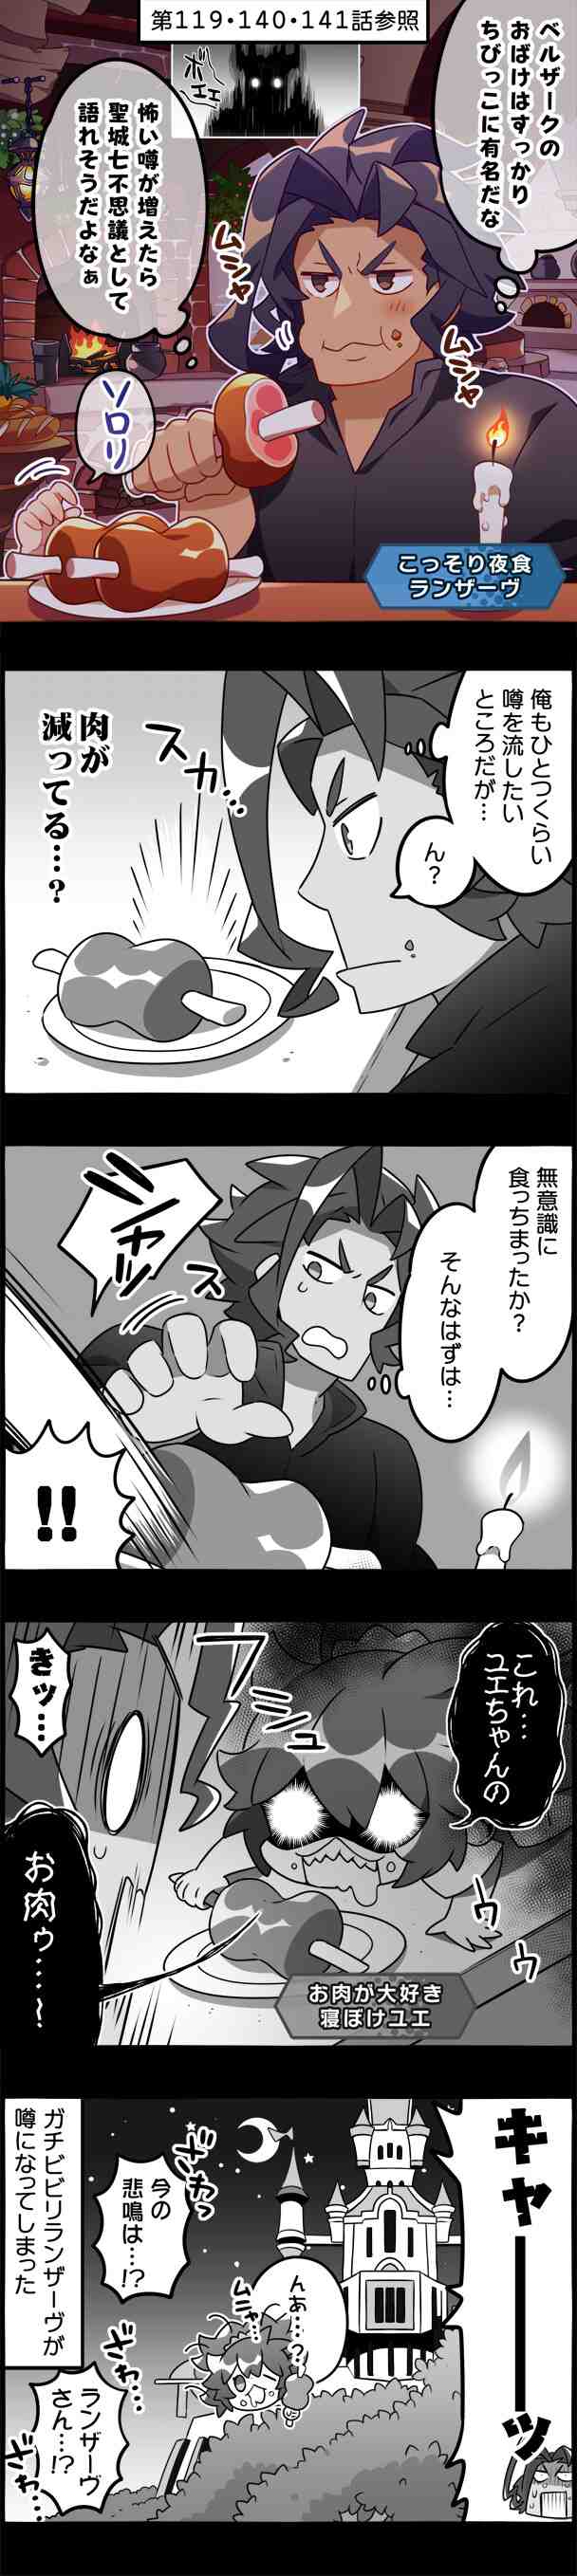 第119・140・141話参照
ベルザークの
おばけはすっかり
ちびっこに有名だな
ボエェ
怖い噂が増えたら
聖城七不思議として
語れそうだよなぁ
ムシャ
ムシャ
ソロリ
こっそり夜食
ランザーヴ
俺もひとつくらい
噂を流したい
ところだが…
ん?
スカ…
肉が
減ってる…?
無意識に
食っちまったか?
そんなはずは…
ス
シャッ
!!
これ…
ユエちゃんの
フシュ
きッ…
お肉ゥ…〜
ウゥ
お肉が大好き
寝ぼけユエ
キャーーッ
ざわっ
今の
悲鳴は…!?
んあ…?
ムシャ…
ざわ…
ランザーヴ
さん…!?
ざわ…
ガチビビリランザーヴが
噂になってしまった